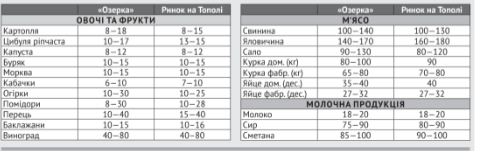 «Озерка» Ринок на Тополі
ОВОЧІ ТА ФРУКТИ
Картопля 8–18 8–15
Цибуля ріпчаста 10–17 13–15
Капуста 8–12 8–12
Буряк 10–15 10–15
Морква 10–15 10–15
Кабачки 6–10 7–10
Огірки 10–30 10–25
Помідори 8–30 10–28
Перець 10–40 15–40
Баклажани 10–15 10–16
Виноград 40–80 40–80
«Озерка» Ринок на Тополі
М'ЯСО
Свинина 100–140 100–130
Яловичина 140–170 160–180
Сало 90–130 80–120
Курка дом. (кг) 80–100 90
Курка фабр. (кг) 65–80 70–80
Яйце дом. (дес.) 35–40 40
Яйце фабр. (дес.) 27–32 27–32
МОЛОЧНА ПРОДУКЦІЯ
Молоко 18–20 18–20
Сир 75–90 80–90
Сметана 85–100 90–100